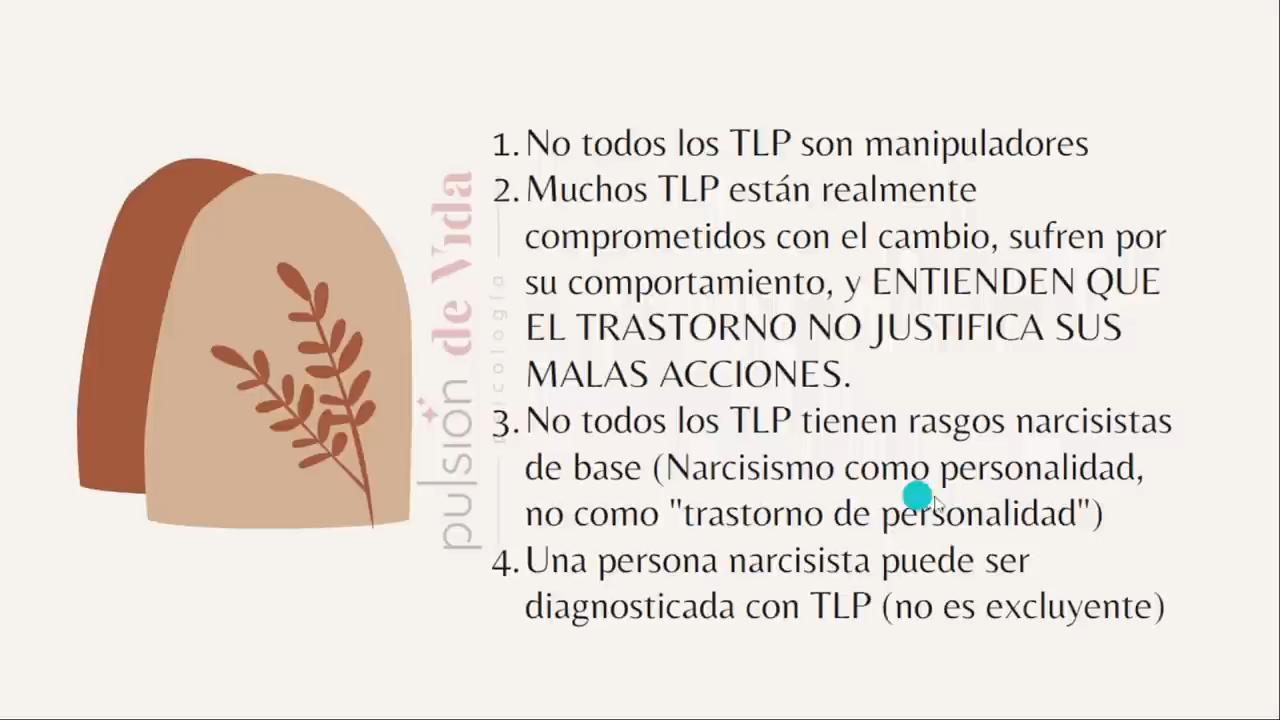 1. No todos los TLP son manipuladores
2. Muchos TLP están realmente
comprometidos con el cambio, sufren por
su comportamiento, y ENTIENDEN QUE
EL TRASTORNO NO JUSTIFICA SUS
MALAS ACCIONES.
3. No todos los TLP tienen rasgos narcisistas
de base (Narcisismo como personalidad,
no como "trastorno de personalidad")
4. Una persona narcisista puede ser
diagnosticada con TLP (no es excluyente)
pulsión de Vida
psicología